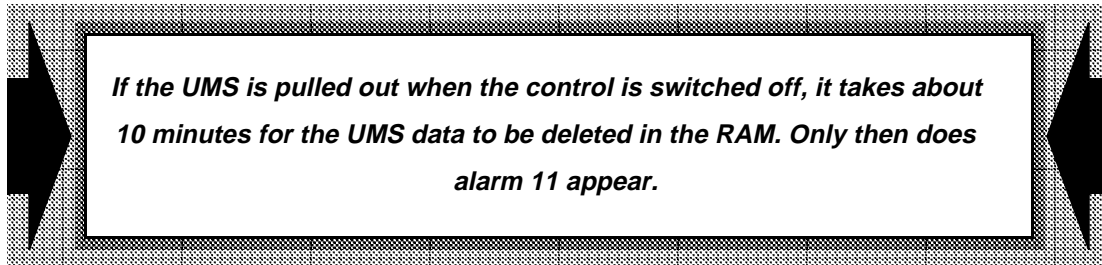 If the UMS is pulled out when the control is switched off, it takes about
10 minutes for the UMS data to be deleted in the RAM. Only then does
alarm 11 appear.